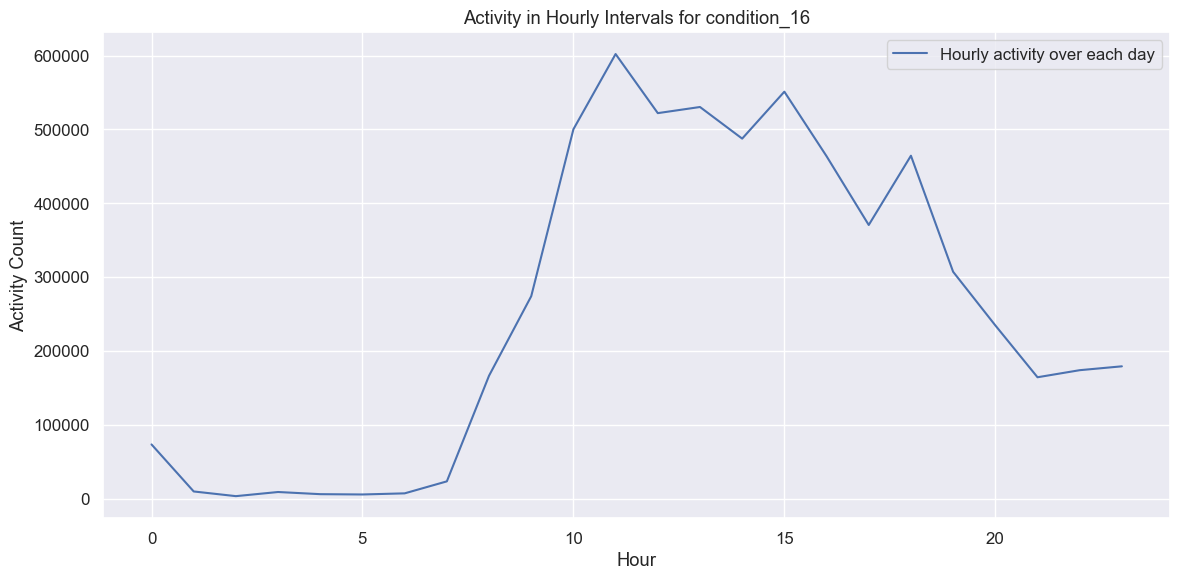 Activity in Hourly Intervals for condition_16
Hourly activity over each day
Activity Count
600000
500000
400000
300000
200000
100000
0
0 5 10 15 20
Hour